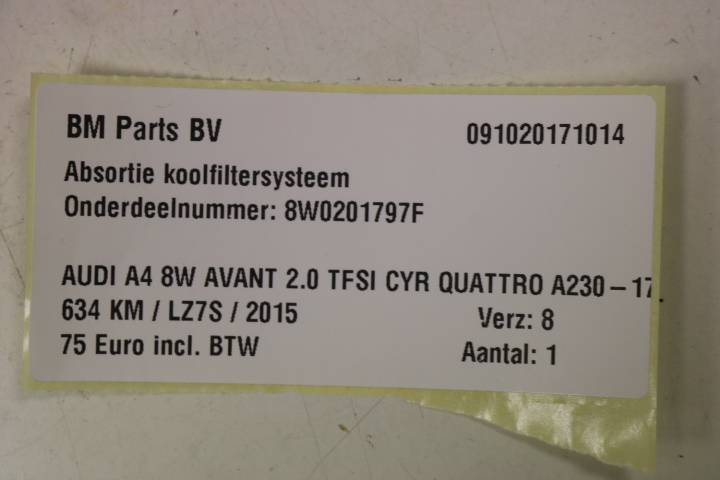 BM Parts BV 091020171014
Absortie koolfiltersysteem
Onderdeelnummer: 8W0201797F
AUDI A4 8W AVANT 2.0 TFSI CYR QUATTRO A230-17.
634 KM / LZ7S / 2015 Verz: 8
75 Euro incl. BTW Aantal: 1